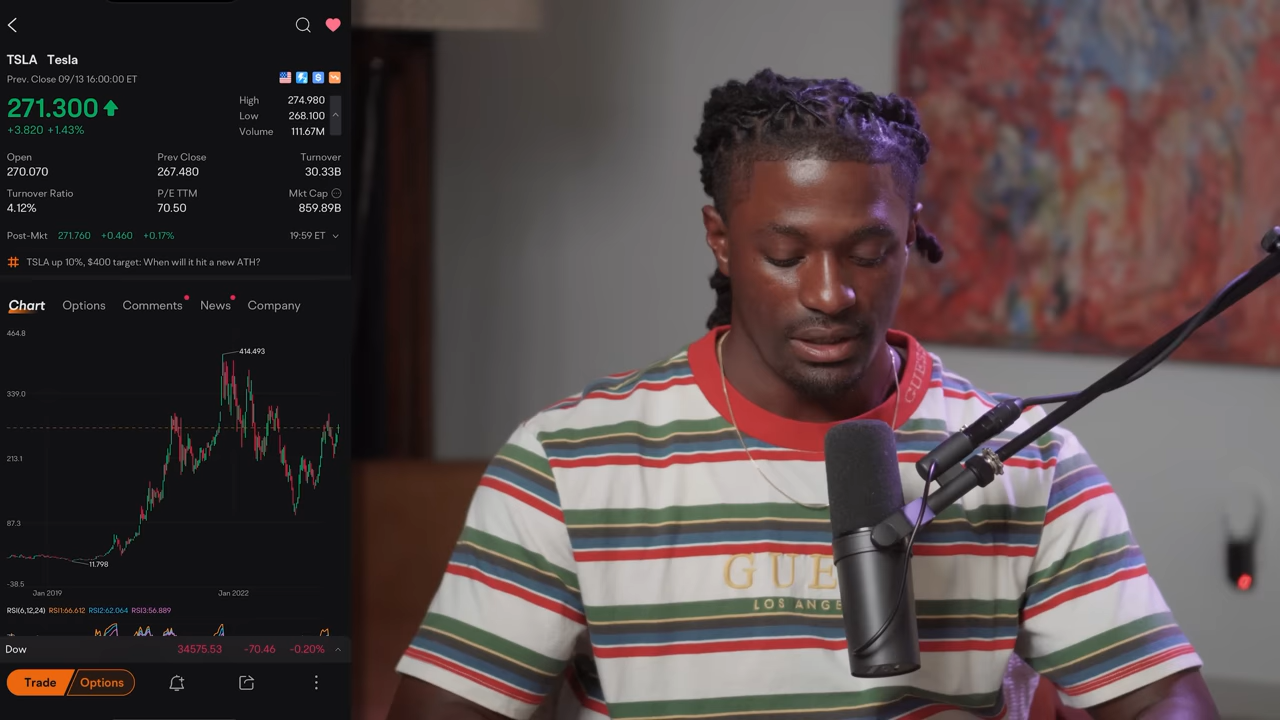 TSLA Tesla
Prev. Close 09/13 16:00:00 ET
271.300
+3.820 +1.43%
High 274.980
Low 268.100
Volume 111.67M
Open Prev Close Turnover
270.070 267.480 30.33B
Turnover Ratio P/E TTM Mkt Cap
4.12% 70.50 859.89B
Post-Mkt 271.760 +0.460 +0.17% 19:59 ET
TSLA up 10%, $400 target: When will it hit a new ATH?
Chart Options Comments News Company
464.8
414.493
339.0
213.1
87.3
11.798
-38.5
Jan 2019 Jan 2022
RSI(6,12,24) RSI1:66.612 RSI2:62.064 RSI3:56.889
Dow 34575.53 -70.46 -0.20%
Trade Options
GUES
GUE
LOS ANGE